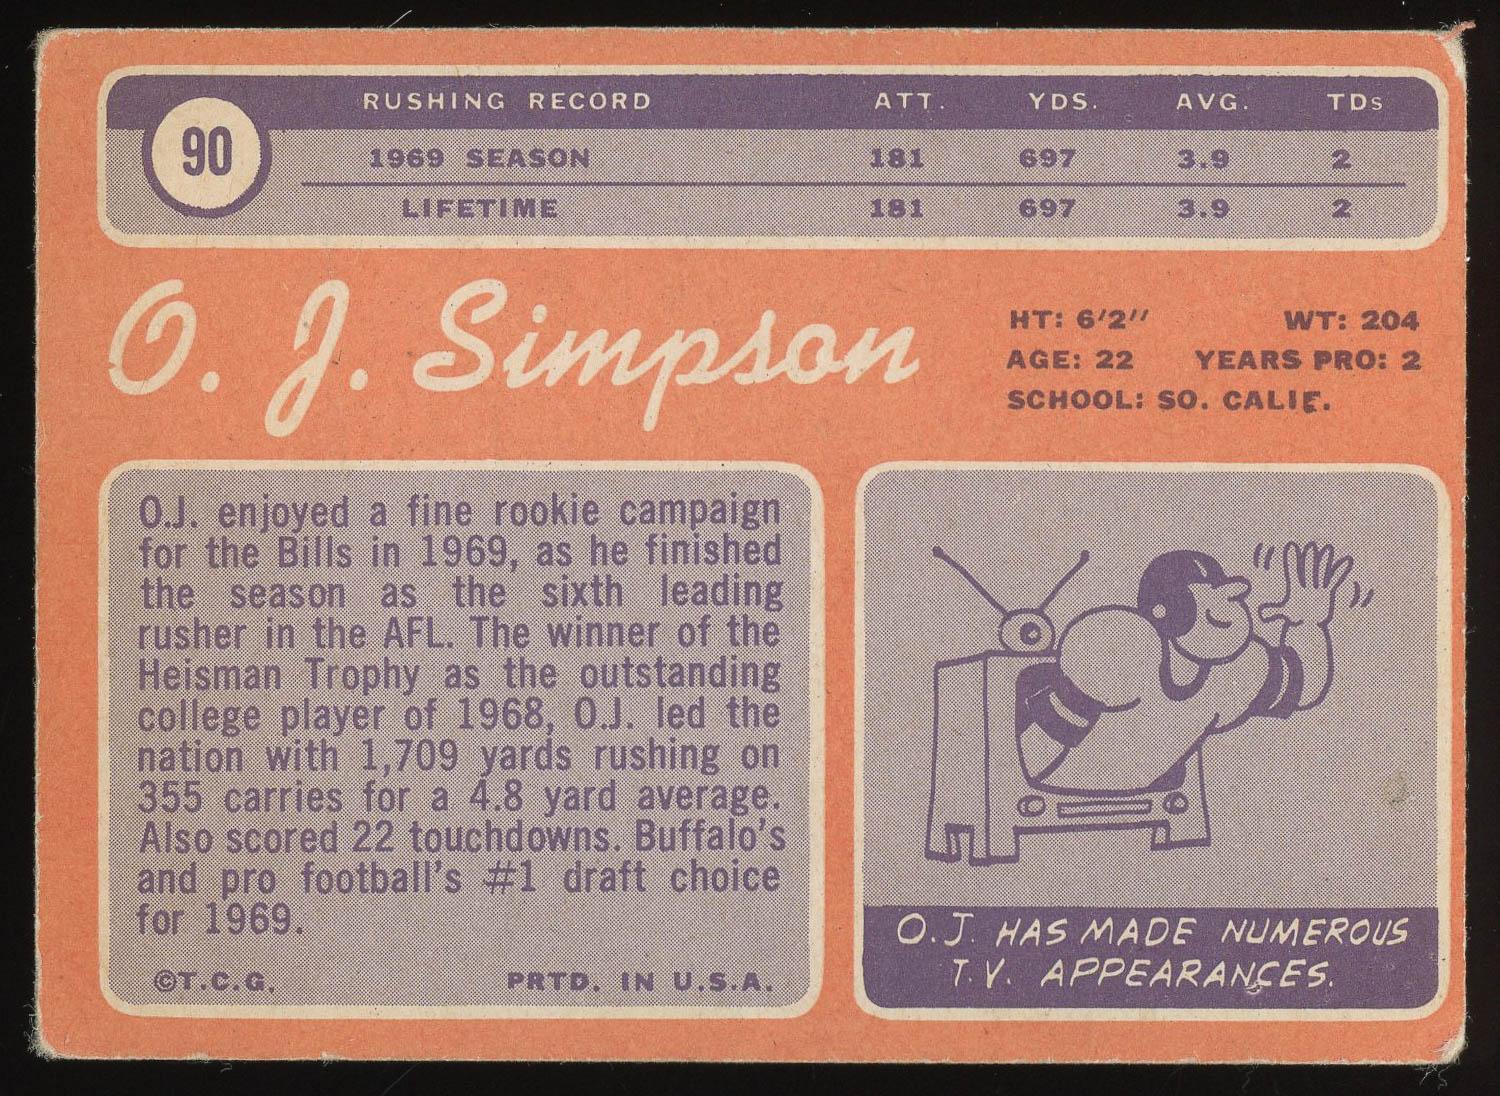 90
RUSHING RECORD ATT. YDS. AVG. TDs
1969 SEASON 181 697 3.9 2
LIFETIME 181 697 3.9 2
O. J. Simpson
HT: 6'2" WT: 204
AGE: 22 YEARS PRO: 2
SCHOOL: SO. CALIF.
O.J. enjoyed a fine rookie campaign
for the Bills in 1969, as he finished
the season as the sixth leading
rusher in the AFL. The winner of the
Heisman Trophy as the outstanding
college player of 1968, O.J. led the
nation with 1,709 yards rushing on
355 carries for a 4.8 yard average.
Also scored 22 touchdowns. Buffalo's
and pro football's #1 draft choice
for 1969.
©T.C.G. PRTD. IN U.S.A.
O.J. HAS MADE NUMEROUS
T.V. APPEARANCES.